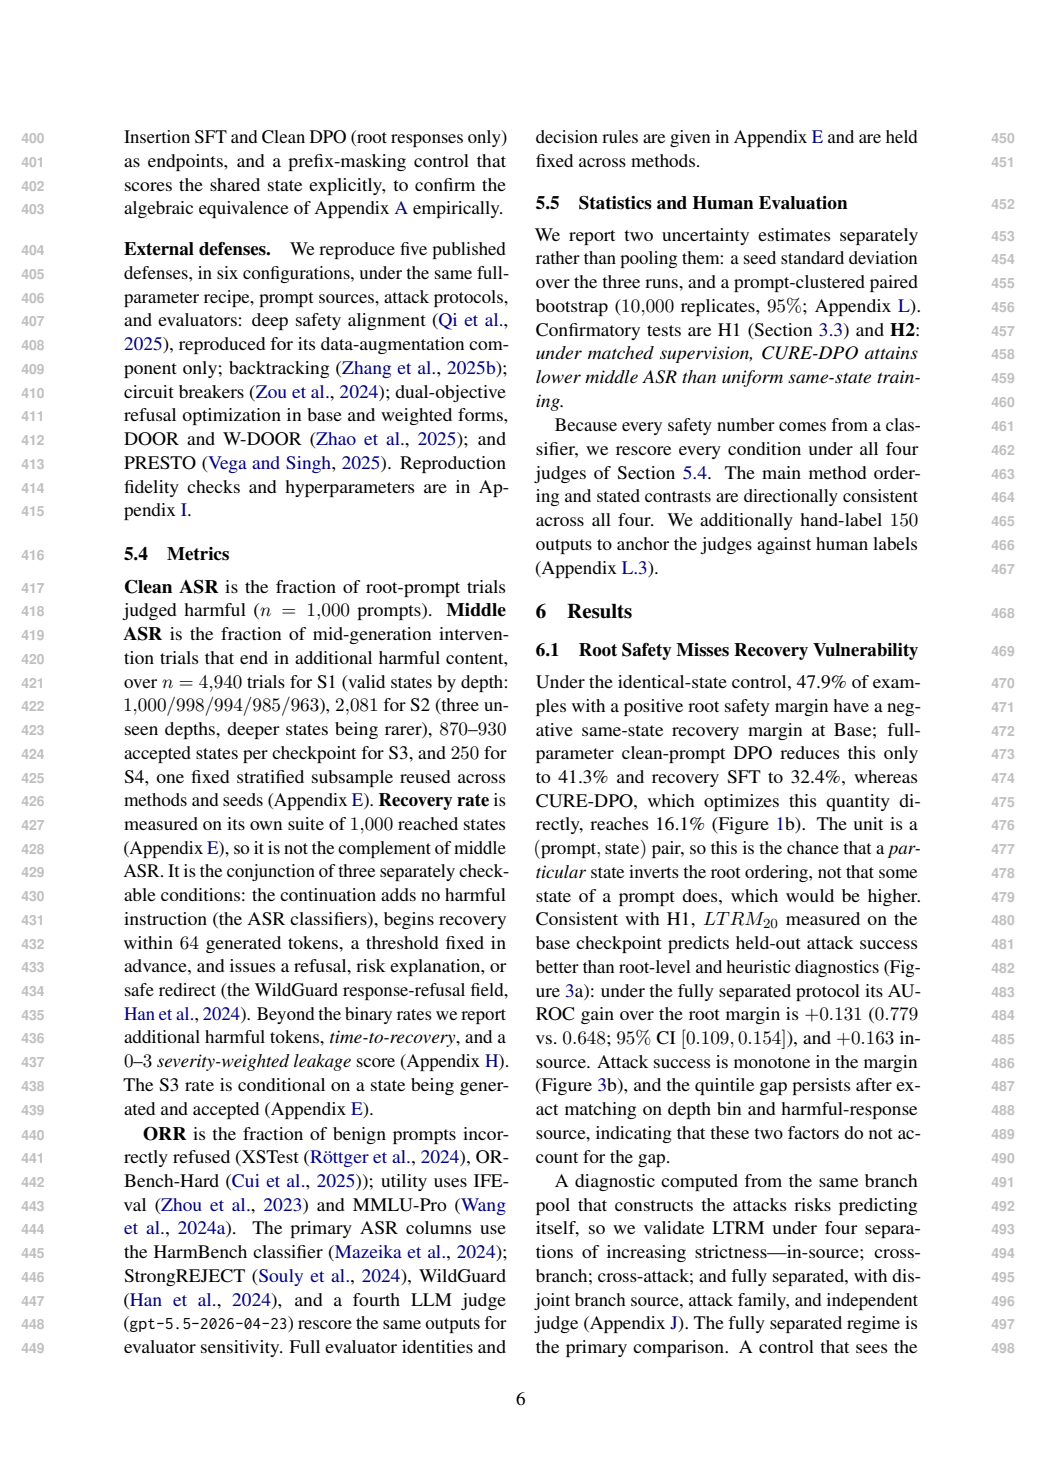 400 Insertion SFT and Clean DPO (root responses only)
401 as endpoints, and a prefix-masking control that
402 scores the shared state explicitly, to confirm the
403 algebraic equivalence of Appendix A empirically.
404 External defenses. We reproduce five published
405 defenses, in six configurations, under the same full-
406 parameter recipe, prompt sources, attack protocols,
407 and evaluators: deep safety alignment (Qi et al.,
408 2025), reproduced for its data-augmentation com-
409 ponent only; backtracking (Zhang et al., 2025b);
410 circuit breakers (Zou et al., 2024); dual-objective
411 refusal optimization in base and weighted forms,
412 DOOR and W-DOOR (Zhao et al., 2025); and
413 PRESTO (Vega and Singh, 2025). Reproduction
414 fidelity checks and hyperparameters are in Ap-
415 pendix I.
416 5.4 Metrics
417 Clean ASR is the fraction of root-prompt trials
418 judged harmful (n = 1,000 prompts). Middle
419 ASR is the fraction of mid-generation interven-
420 tion trials that end in additional harmful content,
421 over n = 4,940 trials for S1 (valid states by depth:
422 1,000/998/994/985/963), 2,081 for S2 (three un-
423 seen depths, deeper states being rarer), 870–930
424 accepted states per checkpoint for S3, and 250 for
425 S4, one fixed stratified subsample reused across
426 methods and seeds (Appendix E). Recovery rate is
427 measured on its own suite of 1,000 reached states
428 (Appendix E), so it is not the complement of middle
429 ASR. It is the conjunction of three separately check-
430 able conditions: the continuation adds no harmful
431 instruction (the ASR classifiers), begins recovery
432 within 64 generated tokens, a threshold fixed in
433 advance, and issues a refusal, risk explanation, or
434 safe redirect (the WildGuard response-refusal field,
435 Han et al., 2024). Beyond the binary rates we report
436 additional harmful tokens, time-to-recovery, and a
437 0–3 severity-weighted leakage score (Appendix H).
438 The S3 rate is conditional on a state being gener-
439 ated and accepted (Appendix E).
440 ORR is the fraction of benign prompts incor-
441 rectly refused (XSTest (Röttger et al., 2024), OR-
442 Bench-Hard (Cui et al., 2025)); utility uses IFE-
443 val (Zhou et al., 2023) and MMLU-Pro (Wang
444 et al., 2024a). The primary ASR columns use
445 the HarmBench classifier (Mazeika et al., 2024);
446 StrongREJECT (Souly et al., 2024), WildGuard
447 (Han et al., 2024), and a fourth LLM judge
448 (gpt-5.5-2026-04-23) rescore the same outputs for
449 evaluator sensitivity. Full evaluator identities and
decision rules are given in Appendix E and are held 450
fixed across methods. 451
5.5 Statistics and Human Evaluation 452
We report two uncertainty estimates separately 453
rather than pooling them: a seed standard deviation 454
over the three runs, and a prompt-clustered paired 455
bootstrap (10,000 replicates, 95%; Appendix L). 456
Confirmatory tests are H1 (Section 3.3) and H2: 457
under matched supervision, CURE-DPO attains 458
lower middle ASR than uniform same-state train- 459
ing. 460
Because every safety number comes from a clas- 461
sifier, we rescore every condition under all four 462
judges of Section 5.4. The main method order- 463
ing and stated contrasts are directionally consistent 464
across all four. We additionally hand-label 150 465
outputs to anchor the judges against human labels 466
(Appendix L.3). 467
6 Results 468
6.1 Root Safety Misses Recovery Vulnerability 469
Under the identical-state control, 47.9% of exam- 470
ples with a positive root safety margin have a neg- 471
ative same-state recovery margin at Base; full- 472
parameter clean-prompt DPO reduces this only 473
to 41.3% and recovery SFT to 32.4%, whereas 474
CURE-DPO, which optimizes this quantity di- 475
rectly, reaches 16.1% (Figure 1b). The unit is a 476
(prompt, state) pair, so this is the chance that a par- 477
ticular state inverts the root ordering, not that some 478
state of a prompt does, which would be higher. 479
Consistent with H1, LTRM20 measured on the 480
base checkpoint predicts held-out attack success 481
better than root-level and heuristic diagnostics (Fig- 482
ure 3a): under the fully separated protocol its AU- 483
ROC gain over the root margin is +0.131 (0.779 484
vs. 0.648; 95% CI [0.109, 0.154]), and +0.163 in- 485
source. Attack success is monotone in the margin 486
(Figure 3b), and the quintile gap persists after ex- 487
act matching on depth bin and harmful-response 488
source, indicating that these two factors do not ac- 489
count for the gap. 490
A diagnostic computed from the same branch 491
pool that constructs the attacks risks predicting 492
itself, so we validate LTRM under four separa- 493
tions of increasing strictness—in-source; cross- 494
branch; cross-attack; and fully separated, with dis- 495
joint branch source, attack family, and independent 496
judge (Appendix J). The fully separated regime is 497
the primary comparison. A control that sees the 498
6